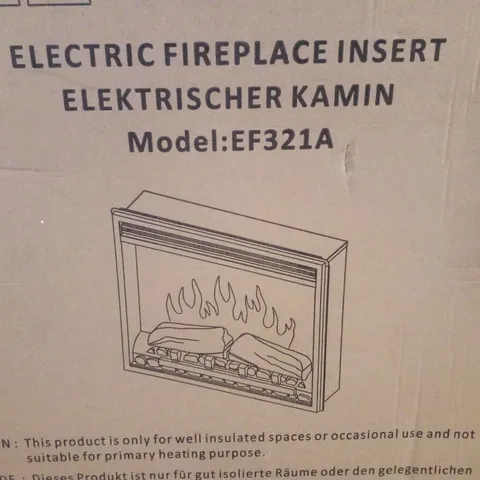 ELECTRIC FIREPLACE INSERT
ELEKTRISCHER KAMIN
Model:EF321A
N : This product is only for well insulated spaces or occasional use and not
suitable for primary heating purpose.
DE : Dieses Produkt ist nur für gut isolierte Räume oder den gelegentlichen